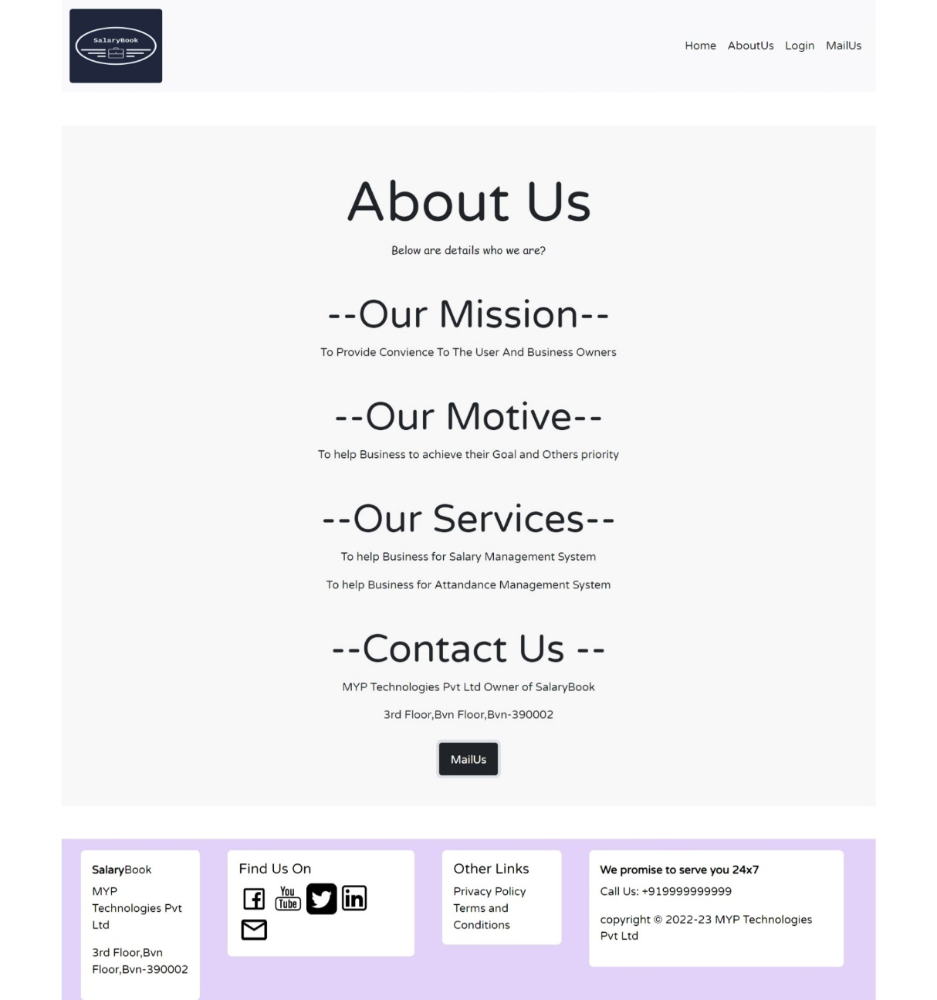 SalaryBook
Home AboutUs Login MailUs
About Us
Below are details who we are?
--Our Mission--
To Provide Convience To The User And Business Owners
--Our Motive--
To help Business to achieve their Goal and Others priority
--Our Services--
To help Business for Salary Management System
To help Business for Attandance Management System
--Contact Us --
MYP Technologies Pvt Ltd Owner of SalaryBook
3rd Floor,Bvn Floor,Bvn-390002
MailUs
SalaryBook
MYP
Technologies Pvt
Ltd
3rd Floor,Bvn
Floor,Bvn-390002
Find Us On
You
Tube
in
Other Links
Privacy Policy
Terms and
Conditions
We promise to serve you 24x7
Call Us: +919999999999
copyright © 2022-23 MYP Technologies
Pvt Ltd